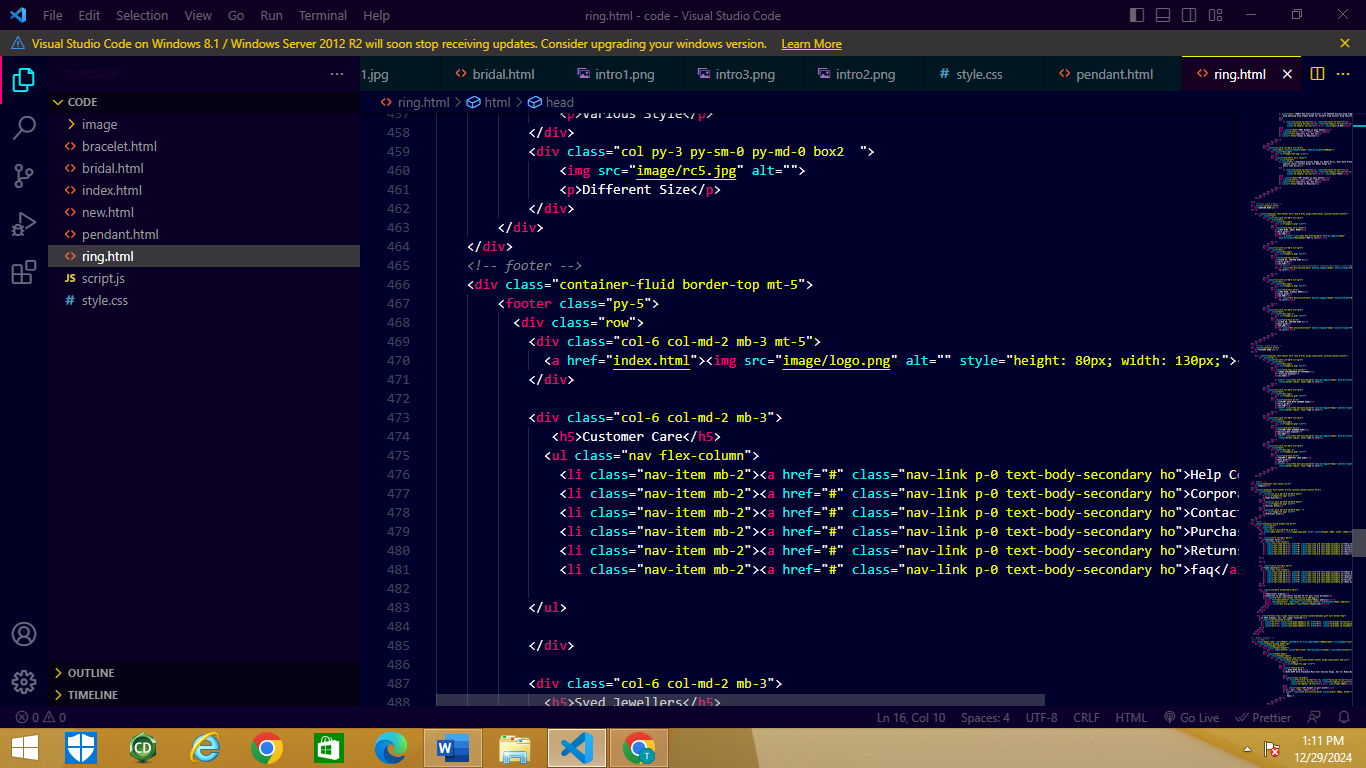 File Edit Selection View Go Run Terminal Help ring.html - code - Visual Studio Code
Visual Studio Code on Windows 8.1 / Windows Server 2012 R2 will soon stop receiving updates. Consider upgrading your windows version. Learn More
EXPLORER
1.jpg bridal.html intro1.png intro3.png intro2.png style.css pendant.html ring.html
CODE
image
bracelet.html
bridal.html
index.html
new.html
pendant.html
ring.html
script.js
style.css
OUTLINE
TIMELINE
ring.html > html > head
457 <p>Various Style</p>
458 </div>
459 <div class="col py-3 py-sm-0 py-md-0 box2  ">
460 <img src="image/rc5.jpg" alt="">
461 <p>Different Size</p>
462 </div>
463 </div>
464 </div>
465 <!-- footer -->
466 <div class="container-fluid border-top mt-5">
467 <footer class="py-5">
468 <div class="row">
469 <div class="col-6 col-md-2 mb-3 mt-5">
470 <a href="index.html"><img src="image/logo.png" alt="" style="height: 80px; width: 130px;">
471 </div>
472
473 <div class="col-6 col-md-2 mb-3">
474 <h5>Customer Care</h5>
475 <ul class="nav flex-column">
476 <li class="nav-item mb-2"><a href="#" class="nav-link p-0 text-body-secondary ho">Help C
477 <li class="nav-item mb-2"><a href="#" class="nav-link p-0 text-body-secondary ho">Corpora
478 <li class="nav-item mb-2"><a href="#" class="nav-link p-0 text-body-secondary ho">Contac
479 <li class="nav-item mb-2"><a href="#" class="nav-link p-0 text-body-secondary ho">Purcha
480 <li class="nav-item mb-2"><a href="#" class="nav-link p-0 text-body-secondary ho">Return
481 <li class="nav-item mb-2"><a href="#" class="nav-link p-0 text-body-secondary ho">faq</a
482
483 </ul>
484
485 </div>
486
487 <div class="col-6 col-md-2 mb-3">
488 <h5>Syed Jewellers</h5>
0 0 Ln 16, Col 10 Spaces: 4 UTF-8 CRLF HTML Go Live Prettier
1:11 PM
12/29/2024